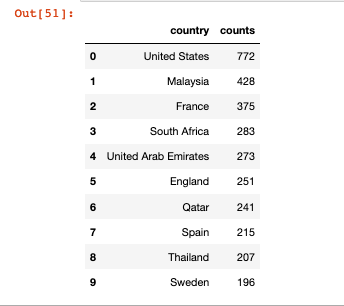 Out[51]:
country counts
0 United States 772
1 Malaysia 428
2 France 375
3 South Africa 283
4 United Arab Emirates 273
5 England 251
6 Qatar 241
7 Spain 215
8 Thailand 207
9 Sweden 196